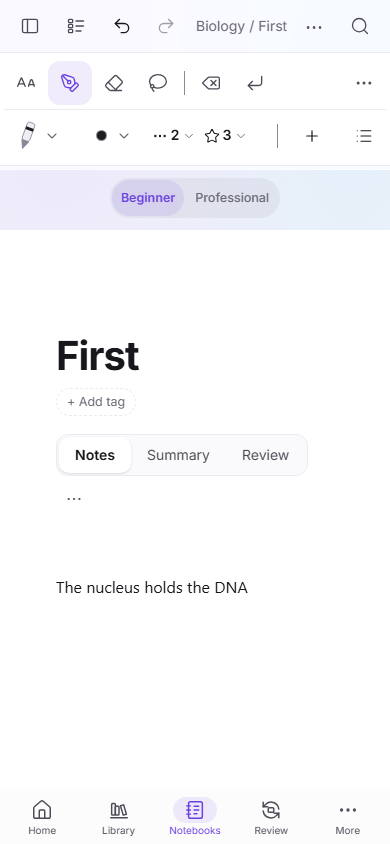 Biology / First
AA
2
3
Beginner Professional
First
+ Add tag
Notes Summary Review
...
The nucleus holds the DNA
Home Library Notebooks Review More